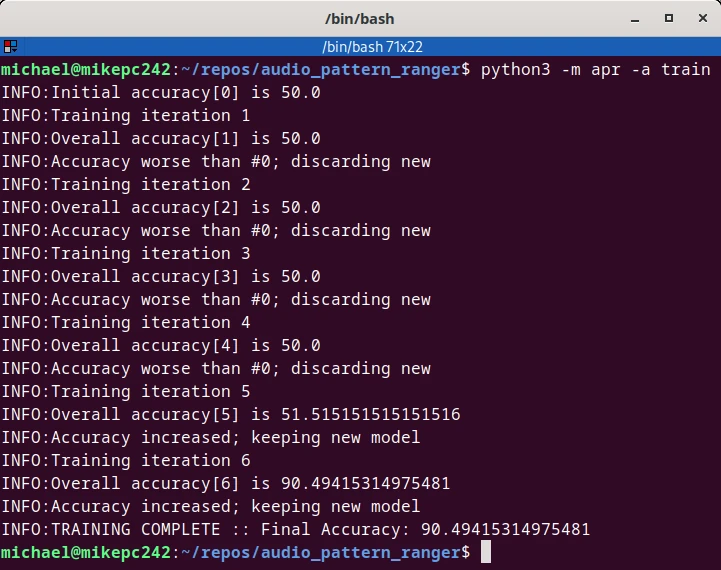 /bin/bash
/bin/bash 71x22
michael@mikepc242:~/repos/audio_pattern_ranger$ python3 -m apr -a train
INFO:Initial accuracy[0] is 50.0
INFO:Training iteration 1
INFO:Overall accuracy[1] is 50.0
INFO:Accuracy worse than #0; discarding new
INFO:Training iteration 2
INFO:Overall accuracy[2] is 50.0
INFO:Accuracy worse than #0; discarding new
INFO:Training iteration 3
INFO:Overall accuracy[3] is 50.0
INFO:Accuracy worse than #0; discarding new
INFO:Training iteration 4
INFO:Overall accuracy[4] is 50.0
INFO:Accuracy worse than #0; discarding new
INFO:Training iteration 5
INFO:Overall accuracy[5] is 51.515151515151516
INFO:Accuracy increased; keeping new model
INFO:Training iteration 6
INFO:Overall accuracy[6] is 90.49415314975481
INFO:Accuracy increased; keeping new model
INFO:TRAINING COMPLETE :: Final Accuracy: 90.49415314975481
michael@mikepc242:~/repos/audio_pattern_ranger$